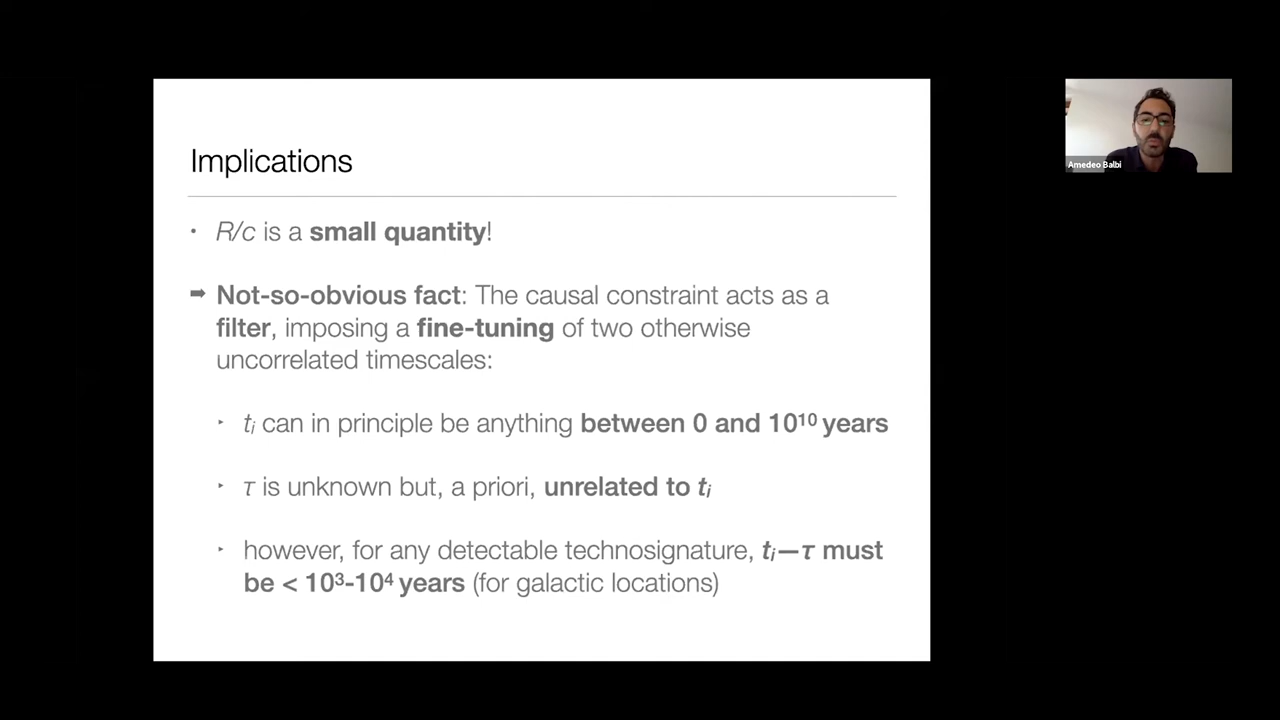 Implications
• R/c is a small quantity!
➡ Not-so-obvious fact: The causal constraint acts as a
filter, imposing a fine-tuning of two otherwise
uncorrelated timescales:
‣ tᵢ can in principle be anything between 0 and 10¹⁰ years
‣ τ is unknown but, a priori, unrelated to tᵢ
‣ however, for any detectable technosignature, tᵢ—τ must
be < 10³-10⁴ years (for galactic locations)
Amedeo Balbi